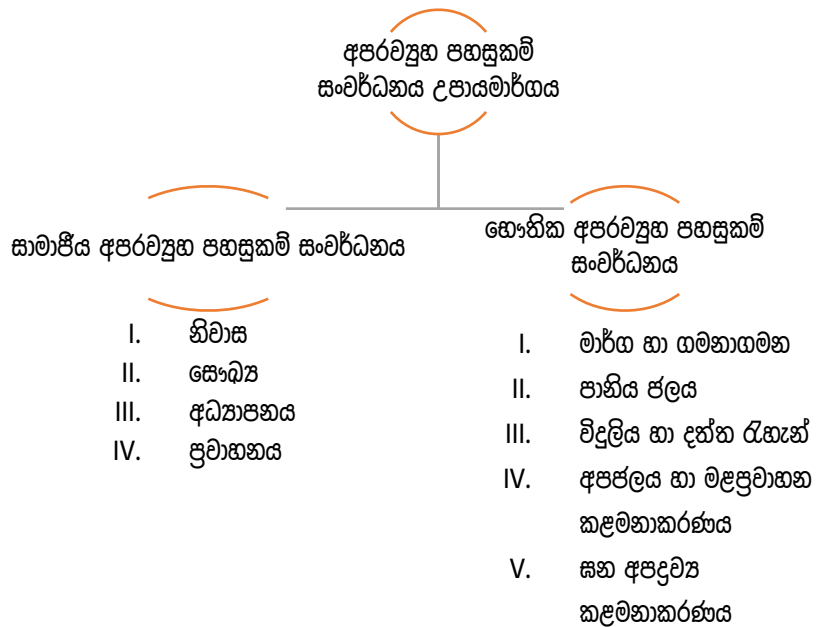 අපරව්‍යුහ පහසුකම්
සංවර්ධනය උපායමාර්ගය
සාමාජීය අපරව්‍යුහ පහසුකම් සංවර්ධනය
I. නිවාස
II. සෞඛ්‍ය
III. අධ්‍යාපනය
IV. ප්‍රවාහනය
භෞතික අපරව්‍යුහ පහසුකම්
සංවර්ධනය
I. මාර්ග හා ගමනාගමන
II. පානිය ජලය
III. විදුලිය හා දත්ත රැහැන්
IV. අපජලය හා මළප්‍රවාහන
කළමනාකරණය
V. ඝන අපද්‍රව්‍ය
කළමනාකරණය